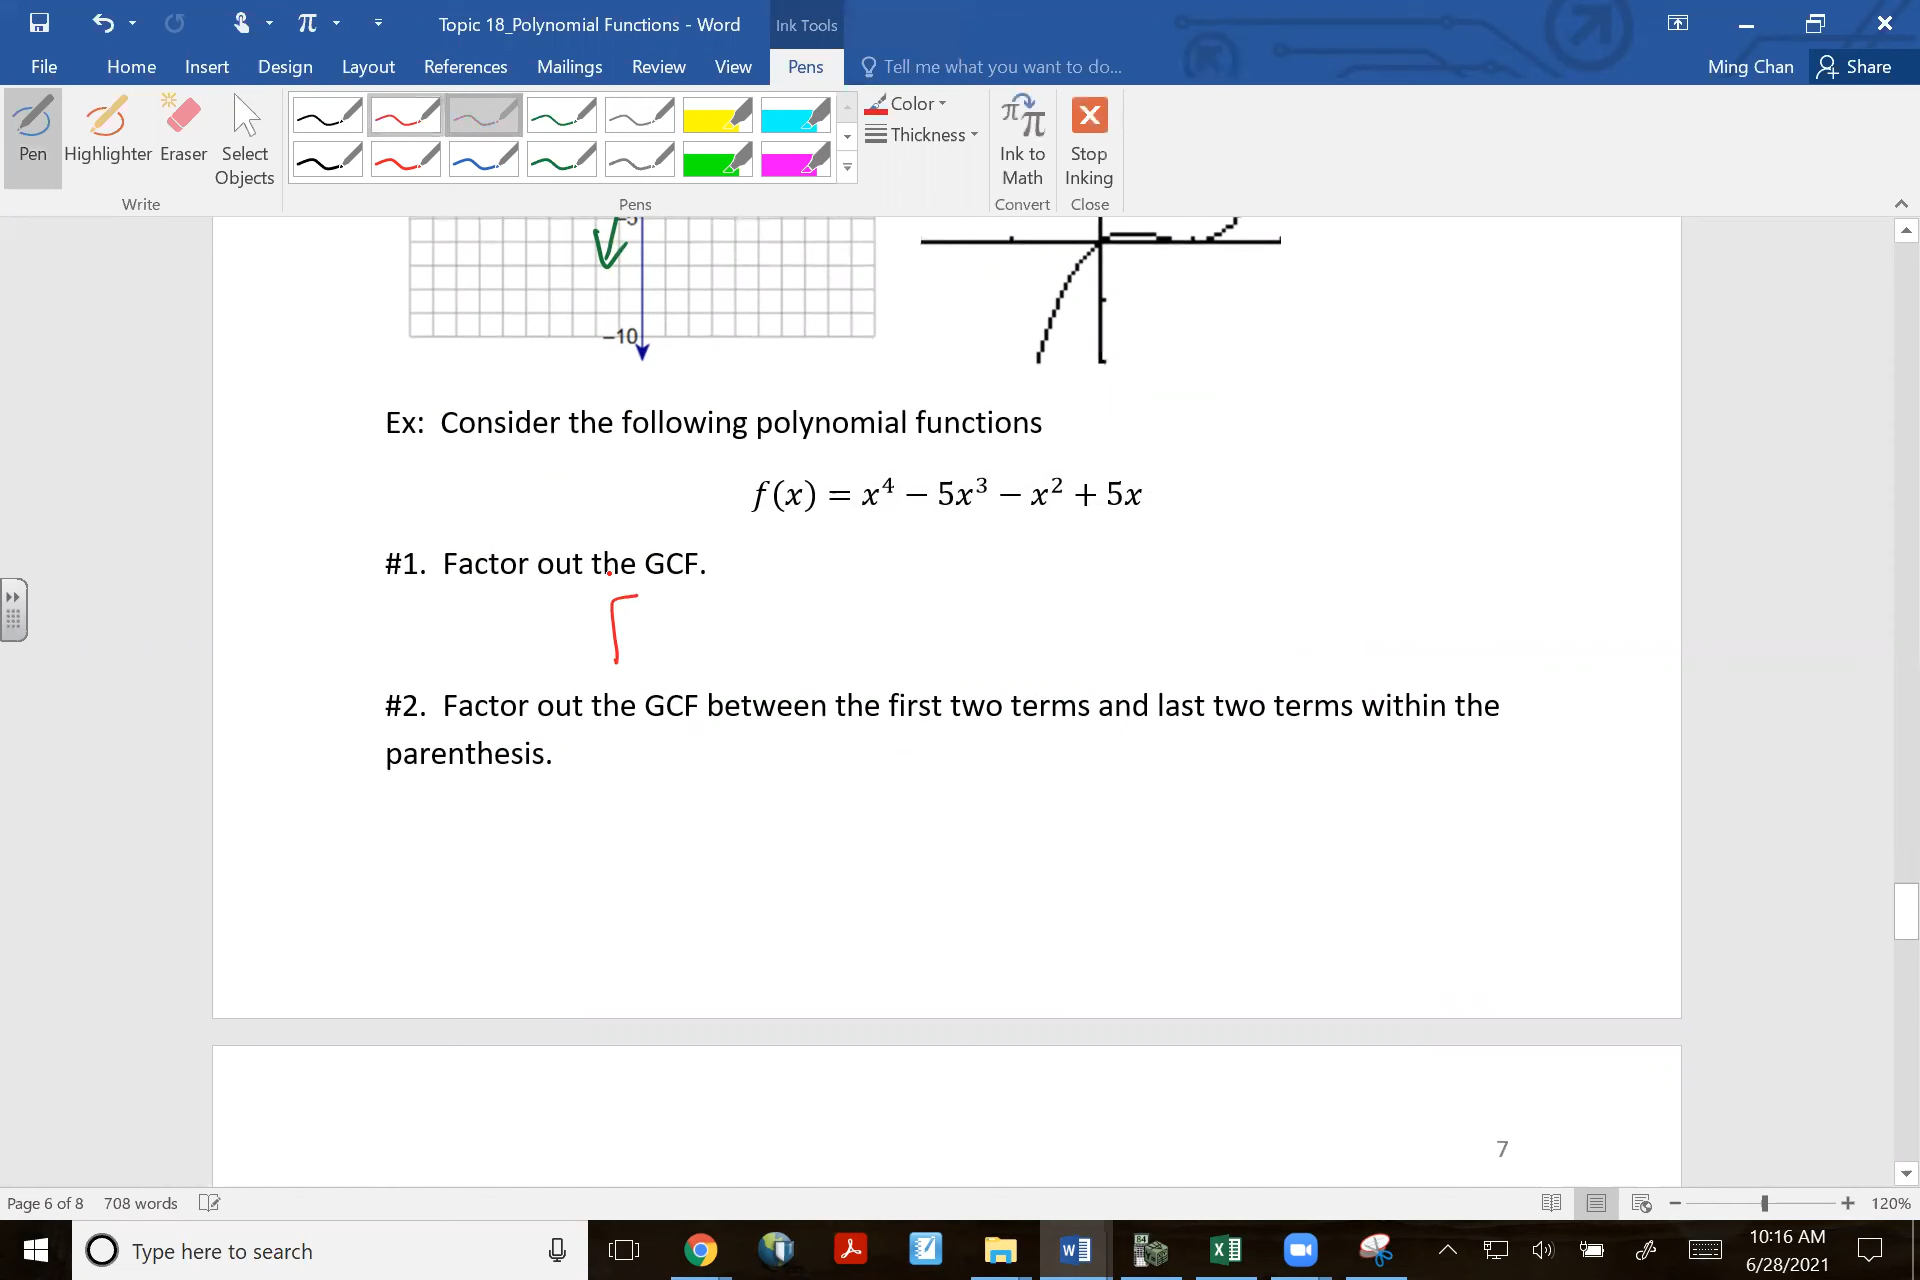 Topic 18_Polynomial Functions - Word
Ink Tools
File Home Insert Design Layout References Mailings Review View Pens Tell me what you want to do... Ming Chan Share
Pen Highlighter Eraser Select Objects
Color
Thickness
Ink to Math
Stop Inking
Write Pens Convert Close
–5
–10
Ex: Consider the following polynomial functions
f(x) = x⁴ − 5x³ − x² + 5x
#1. Factor out the GCF.
#2. Factor out the GCF between the first two terms and last two terms within the
parenthesis.
7
Page 6 of 8 708 words 120%
Type here to search
84
10:16 AM
6/28/2021